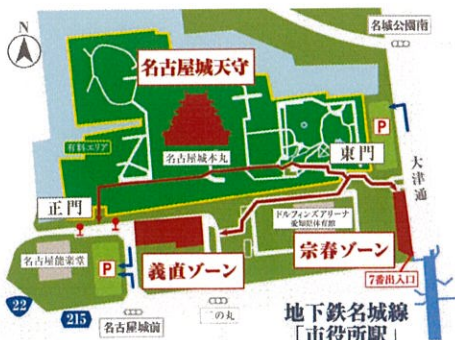 名城公園南
N
名古屋城天守
P
有料エリア
名古屋城本丸
東門
大津通
正門
ドルフィンズアリーナ
愛知県体育館
名古屋能楽堂
P
義直ゾーン
宗春ゾーン
7番出入口
22
215
名古屋城前
二の丸
地下鉄名城線
「市役所駅」